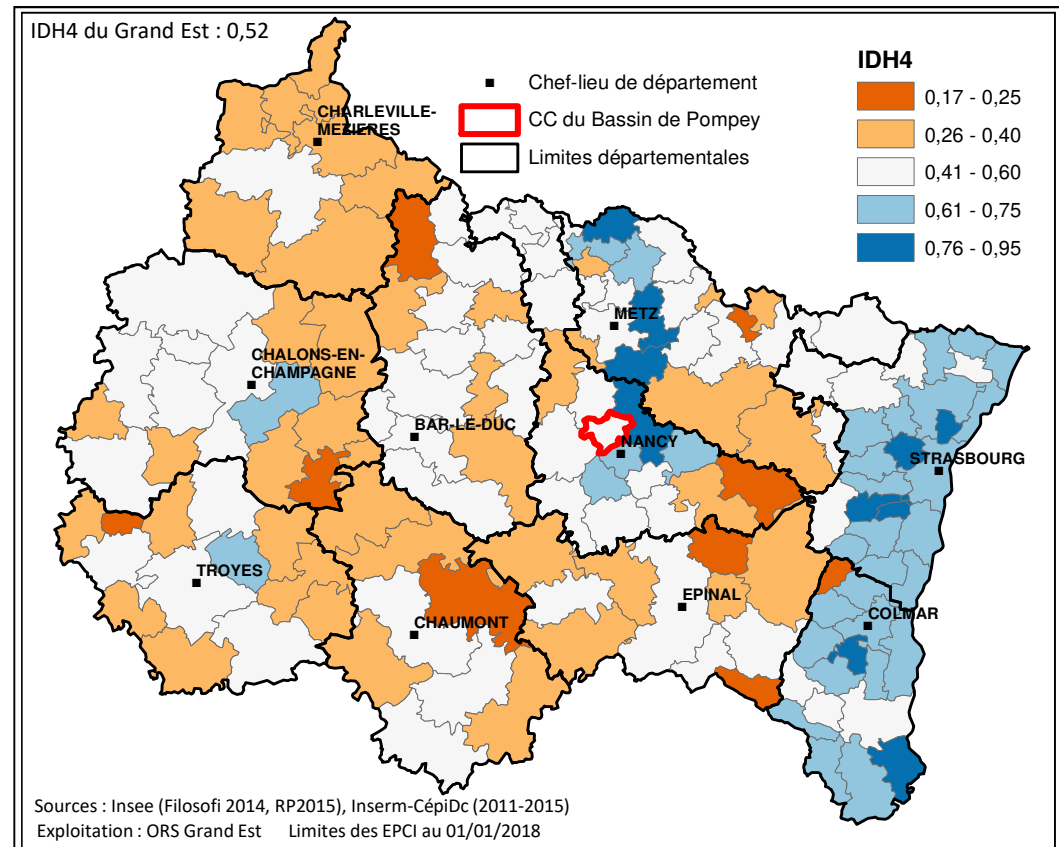 IDH4 du Grand Est : 0,52
Chef-lieu de département
CC du Bassin de Pompey
Limites départementales
IDH4
0,17 - 0,25
0,26 - 0,40
0,41 - 0,60
0,61 - 0,75
0,76 - 0,95
CHARLEVILLE-
MEZIERES
METZ
CHALONS-EN-
CHAMPAGNE
BAR-LE-DUC
NANCY
STRASBOURG
TROYES
EPINAL
CHAUMONT
COLMAR
Sources : Insee (Filosofi 2014, RP2015), Inserm-CépiDc (2011-2015)
Exploitation : ORS Grand Est Limites des EPCI au 01/01/2018